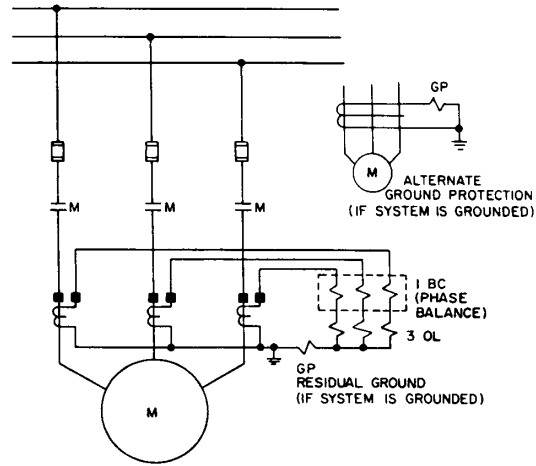 GP
M
ALTERNATE
GROUND PROTECTION
(IF SYSTEM IS GROUNDED)
M
M
M
1 BC
(PHASE
BALANCE)
3 OL
GP
RESIDUAL GROUND
(IF SYSTEM IS GROUNDED)
M